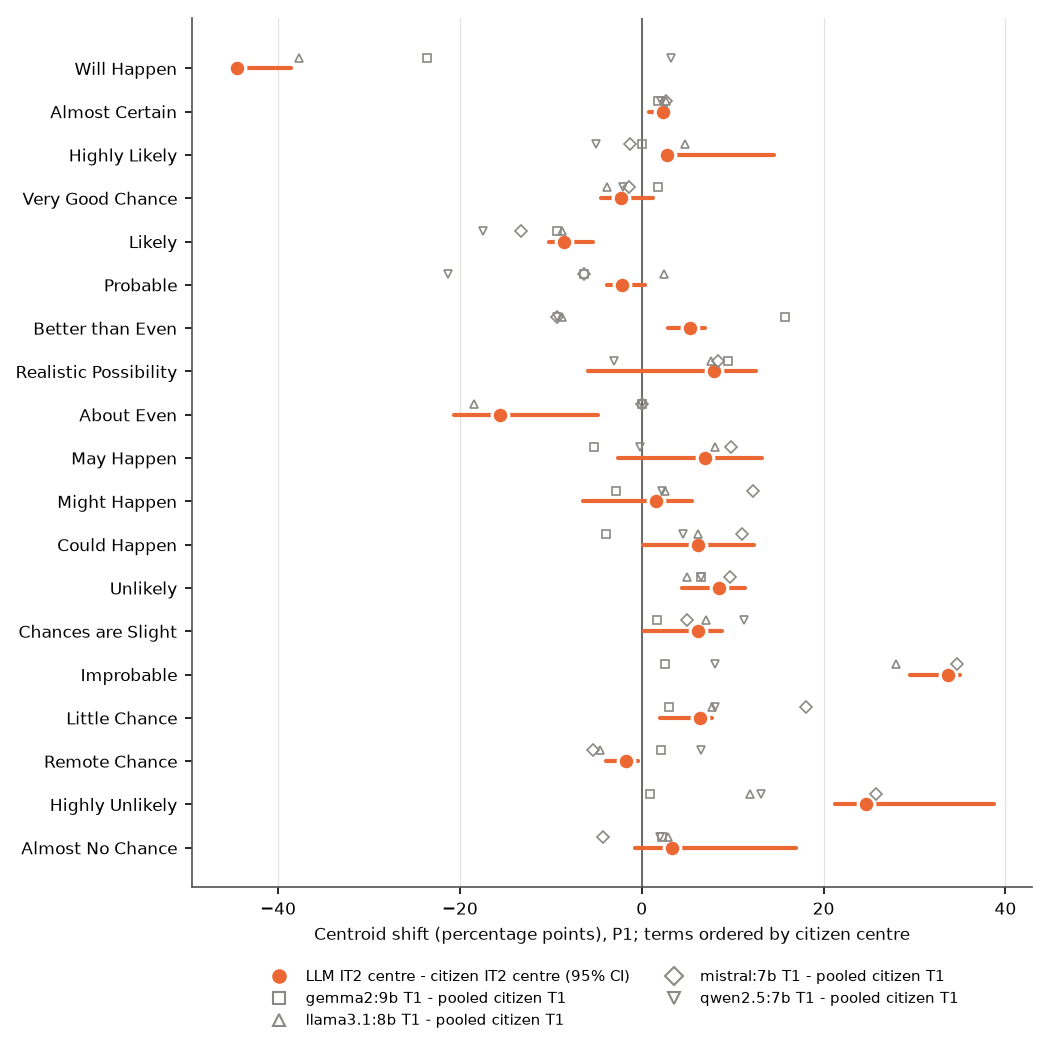 Will Happen
Almost Certain
Highly Likely
Very Good Chance
Likely
Probable
Better than Even
Realistic Possibility
About Even
May Happen
Might Happen
Could Happen
Unlikely
Chances are Slight
Improbable
Little Chance
Remote Chance
Highly Unlikely
Almost No Chance
−40 −20 0 20 40
Centroid shift (percentage points), P1; terms ordered by citizen centre
LLM IT2 centre - citizen IT2 centre (95% CI)
gemma2:9b T1 - pooled citizen T1
llama3.1:8b T1 - pooled citizen T1
mistral:7b T1 - pooled citizen T1
qwen2.5:7b T1 - pooled citizen T1